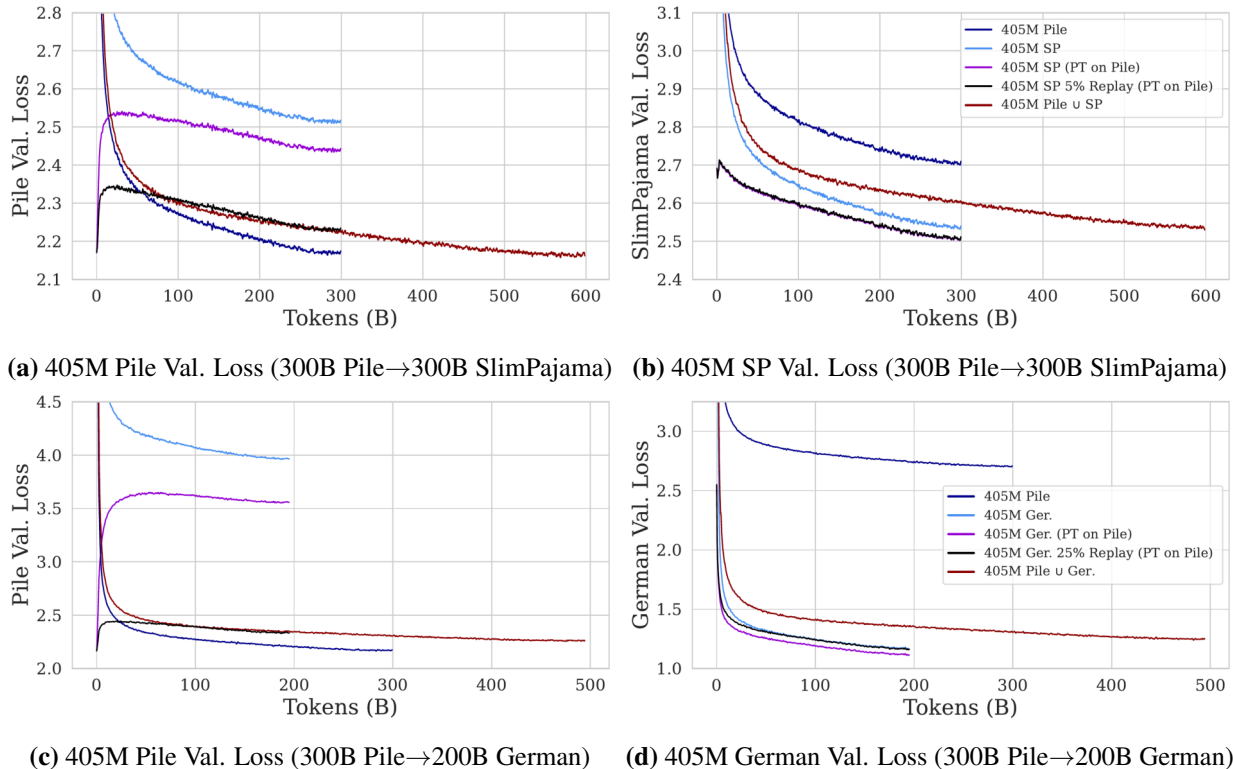 Pile Val. Loss
2.8
2.7
2.6
2.5
2.4
2.3
2.2
2.1
0 100 200 300 400 500 600
Tokens (B)
(a) 405M Pile Val. Loss (300B Pile→300B SlimPajama)
SlimPajama Val. Loss
3.1
3.0
2.9
2.8
2.7
2.6
2.5
2.4
0 100 200 300 400 500 600
Tokens (B)
405M Pile
405M SP
405M SP (PT on Pile)
405M SP 5% Replay (PT on Pile)
405M Pile ∪ SP
(b) 405M SP Val. Loss (300B Pile→300B SlimPajama)
Pile Val. Loss
4.5
4.0
3.5
3.0
2.5
2.0
0 100 200 300 400 500
Tokens (B)
(c) 405M Pile Val. Loss (300B Pile→200B German)
German Val. Loss
3.0
2.5
2.0
1.5
1.0
0 100 200 300 400 500
Tokens (B)
405M Pile
405M Ger.
405M Ger. (PT on Pile)
405M Ger. 25% Replay (PT on Pile)
405M Pile ∪ Ger.
(d) 405M German Val. Loss (300B Pile→200B German)